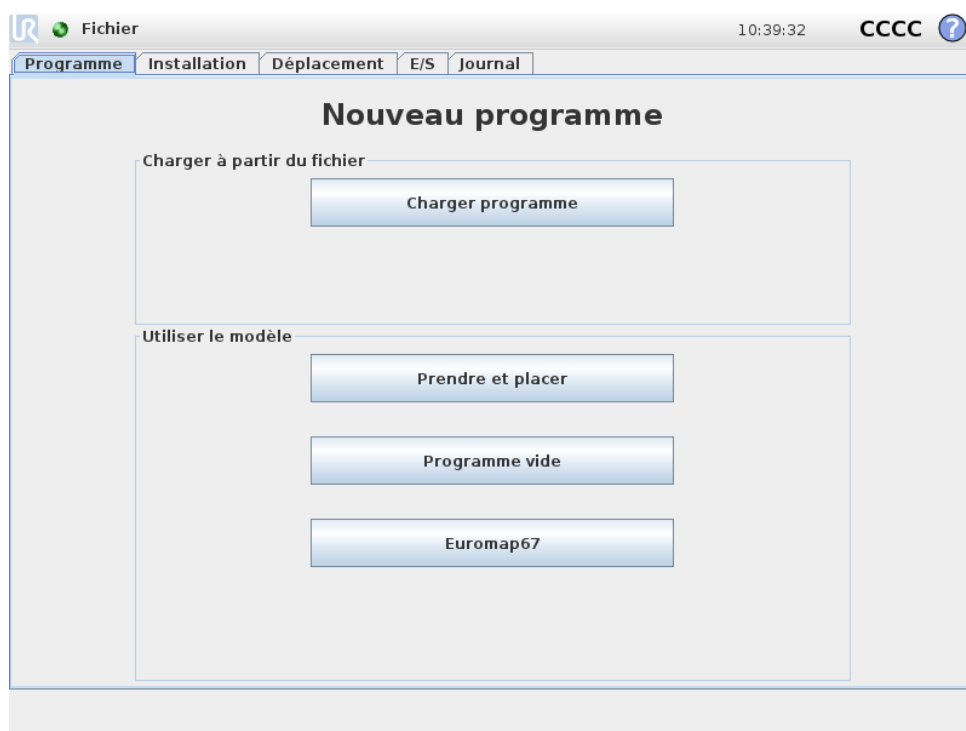 UR Fichier 10:39:32 CCCC ?
Programme Installation Déplacement E/S Journal
Nouveau programme
Charger à partir du fichier
Charger programme
Utiliser le modèle
Prendre et placer
Programme vide
Euromap67